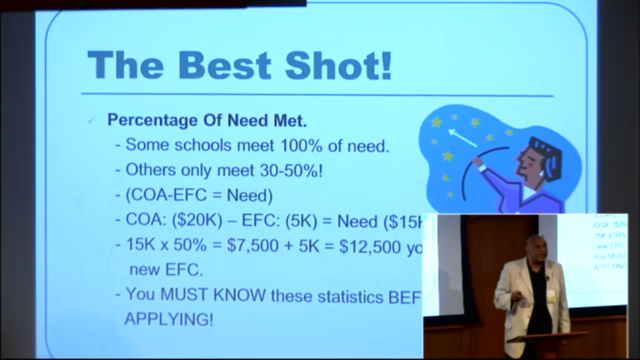 The Best Shot!
✓ Percentage Of Need Met.
- Some schools meet 100% of need.
- Others only meet 30-50%!
- (COA-EFC = Need)
- COA: ($20K) – EFC: (5K) = Need ($15
- 15K x 50% = $7,500 + 5K = $12,500 yo
new EFC.
- You MUST KNOW these statistics BEF
APPLYING!